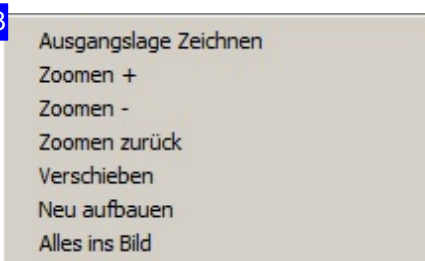 Ausgangslage Zeichnen
Zoomen +
Zoomen -
Zoomen zurück
Verschieben
Neu aufbauen
Alles ins Bild